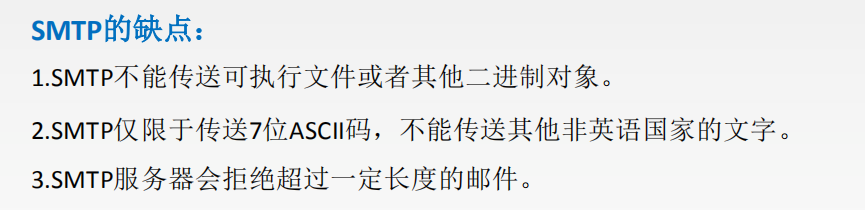 SMTP的缺点：
1.SMTP不能传送可执行文件或者其他二进制对象。
2.SMTP仅限于传送7位ASCII码，不能传送其他非英语国家的文字。
3.SMTP服务器会拒绝超过一定长度的邮件。